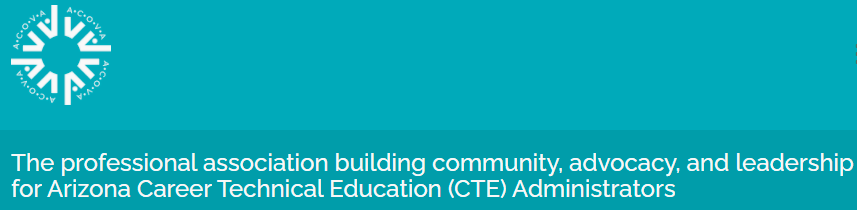 A·C·O·V·A
A·C·O·V·A
A·C·O·V·A
A·C·O·V·A
A·C·O·V·A
The professional association building community, advocacy, and leadership
for Arizona Career Technical Education (CTE) Administrators